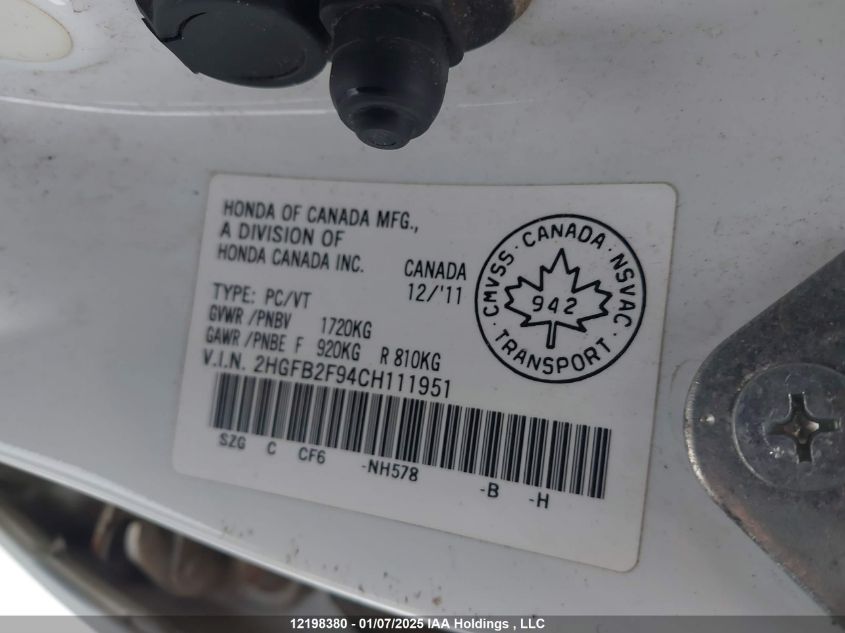 HONDA OF CANADA MFG.,
A DIVISION OF
HONDA CANADA INC.
CANADA
12/'11
TYPE: PC/VT
GVWR /PNBV 1720KG
GAWR /PNBE F 920KG R 810KG
V.I.N. 2HGFB2F94CH111951
SZG C CF6 -NH578 -B -H
CMVSS · CANADA · NSVAC
942
TRANSPORT
12198380 - 01/07/2025 IAA Holdings , LLC